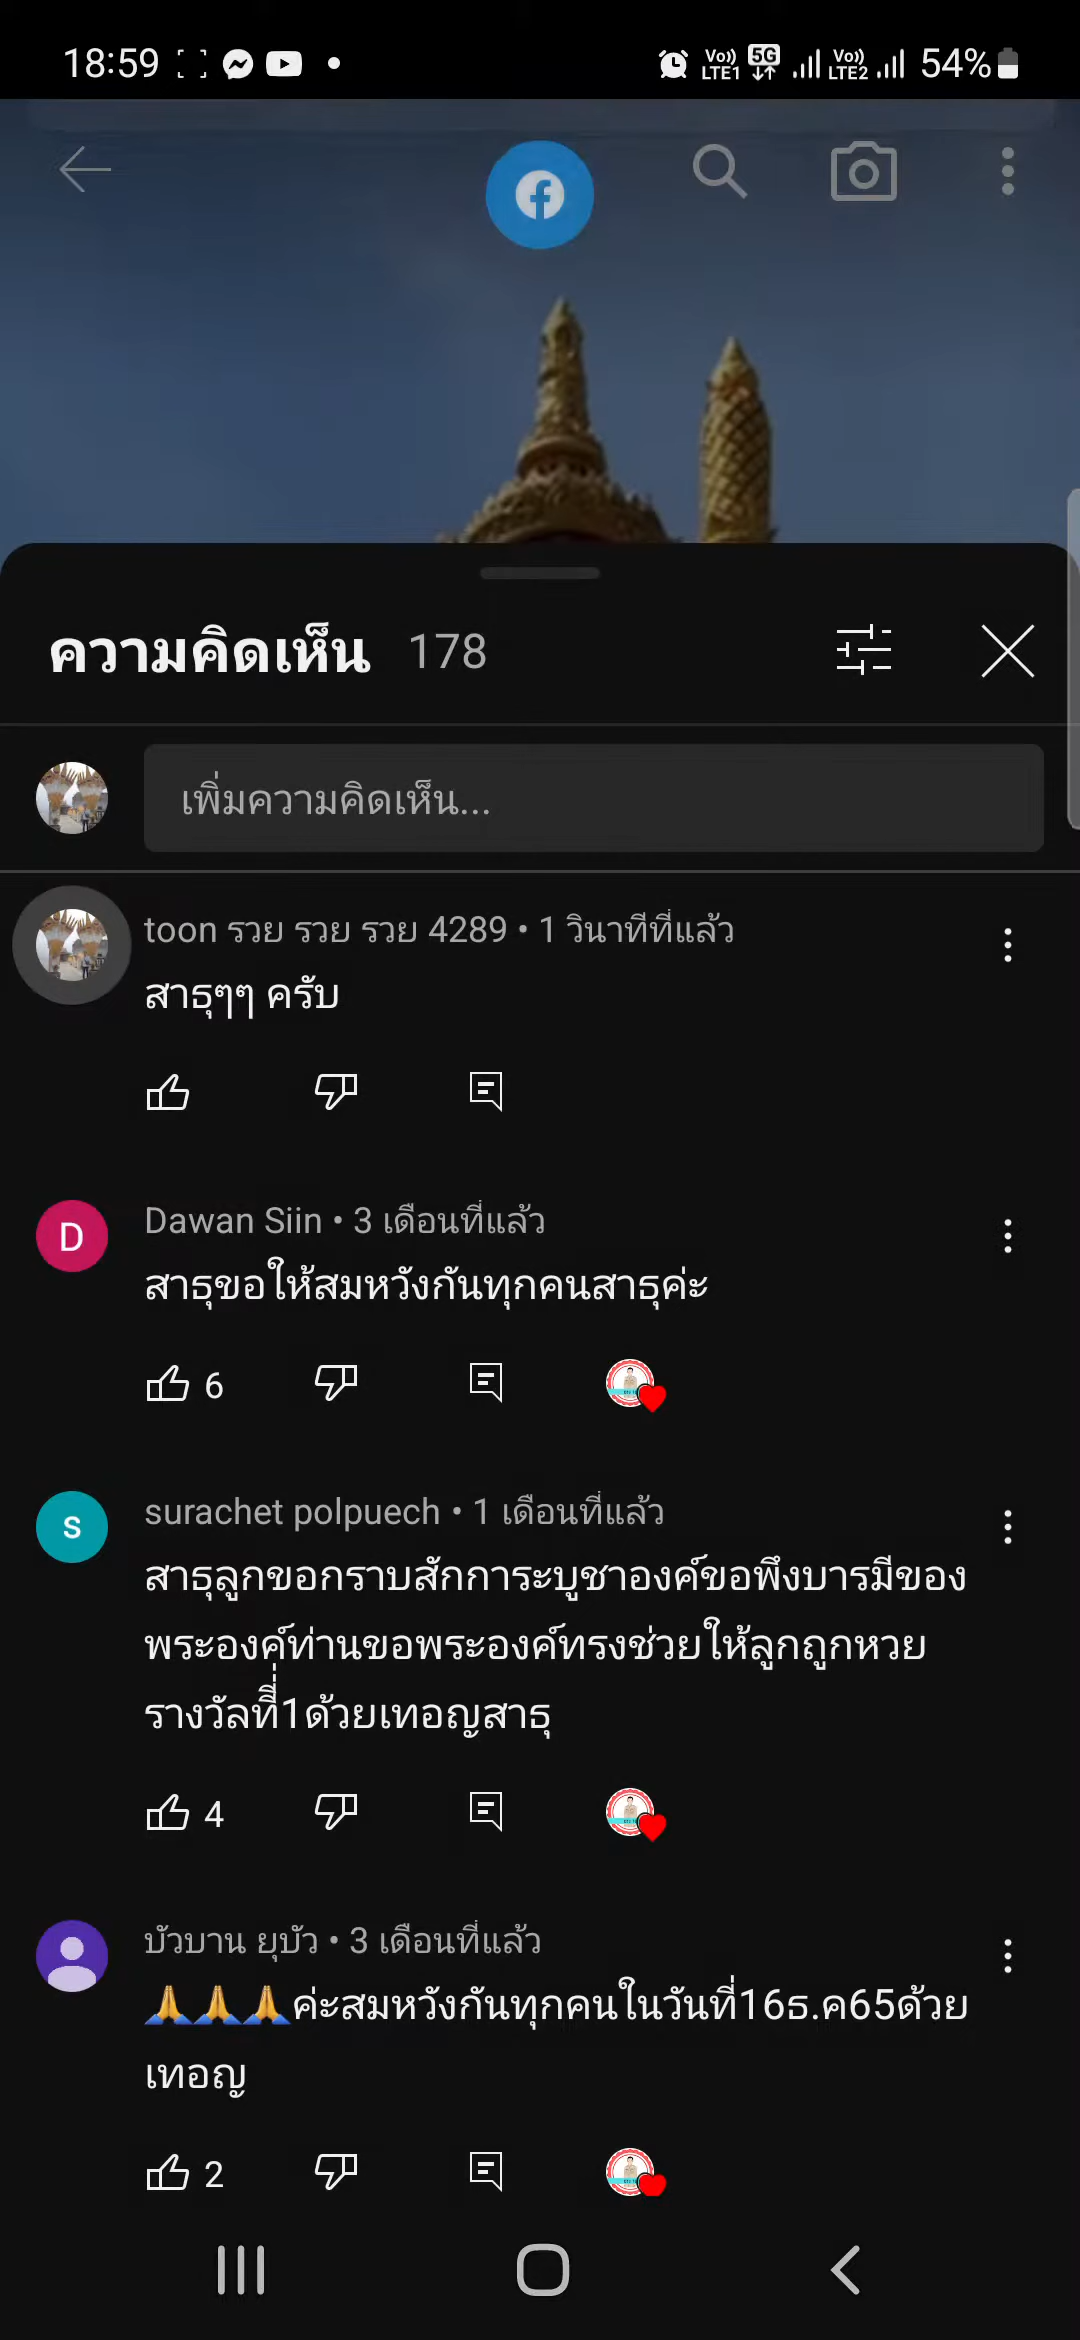 18:59
Vo)) LTE1 5G Vo)) LTE2 54%
ความคิดเห็น 178
เพิ่มความคิดเห็น...
toon รวย รวย รวย 4289 • 1 วินาทีที่แล้ว
สาธุๆๆ ครับ
D
Dawan Siin • 3 เดือนที่แล้ว
สาธุขอให้สมหวังกันทุกคนสาธุค่ะ
6
s
surachet polpuech • 1 เดือนที่แล้ว
สาธุลูกขอกราบสักการะบูชาองค์ขอพึงบารมีของ
พระองค์ท่านขอพระองค์ทรงช่วยให้ลูกถูกหวย
รางวัลที่1ด้วยเทอญสาธุ
4
บัวบาน ยุบัว • 3 เดือนที่แล้ว
🙏🙏🙏ค่ะสมหวังกันทุกคนในวันที่16ธ.ค65ด้วย
เทอญ
2